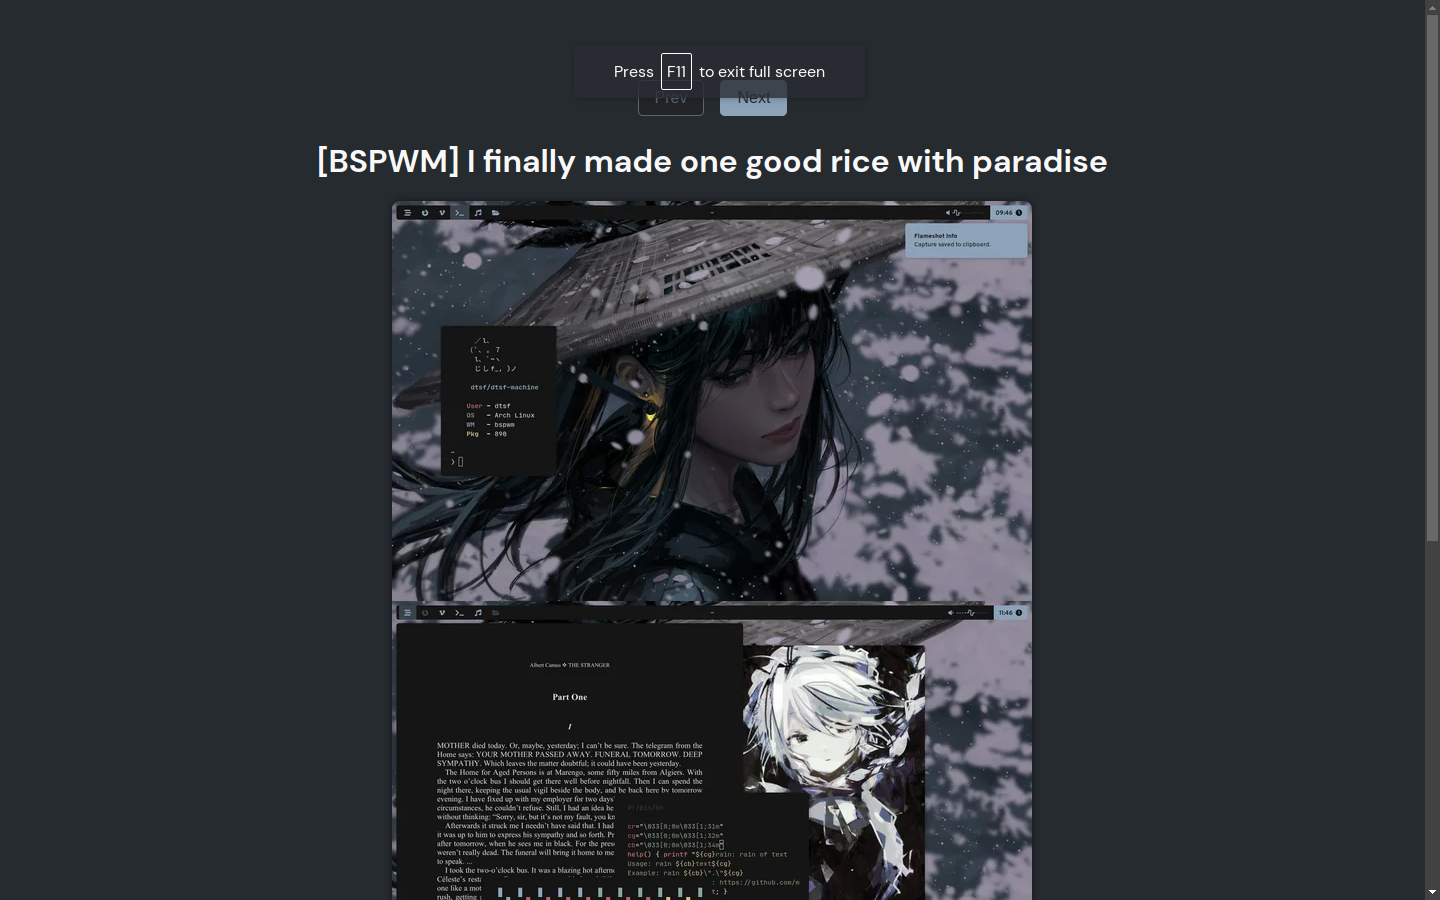 Press F11 to exit full screen
Prev Next
[BSPWM] I finally made one good rice with paradise
09:46
Flameshot Info
Capture saved to clipboard.
dtsf/dtsf-machine
User ~ dtsf
OS ~ Arch Linux
WM ~ bspwm
Pkg ~ 898
11:46
Albert Camus ❖ THE STRANGER
Part One
I
MOTHER died today. Or, maybe, yesterday; I can't be sure. The telegram from the
Home says: YOUR MOTHER PASSED AWAY. FUNERAL TOMORROW. DEEP
SYMPATHY. Which leaves the matter doubtful; it could have been yesterday.
The Home for Aged Persons is at Marengo, some fifty miles from Algiers. With
the two o'clock bus I should get there well before nightfall. Then I can spend the
night there, keeping the usual vigil beside the body, and be back here by tomorrow
evening. I have fixed up with my employer for two days
circumstances, he couldn't refuse. Still, I had an idea he
without thinking: “Sorry, sir, but it's not my fault, you kn
Afterwards it struck me I needn't have said that. I had
it was up to him to express his sympathy and so forth. Pr
after tomorrow, when he sees me in black. For the pres
weren't really dead. The funeral will bring it home to me
to speak. ...
I took the two-o'clock bus. It was a blazing hot afterno
Céleste's resta
one like a mot
rush, getting
#!/bin/sh
cr="\033[0;0m\033[1;31m"
cg="\033[0;0m\033[1;32m"
cb="\033[0;0m\033[1;34m"
help() { printf "${cg}rain: rain of text
Usage: rain ${cb}text${cg}
Example: rain ${cb}\".\"${cg}
: https://github.com/m
t; }